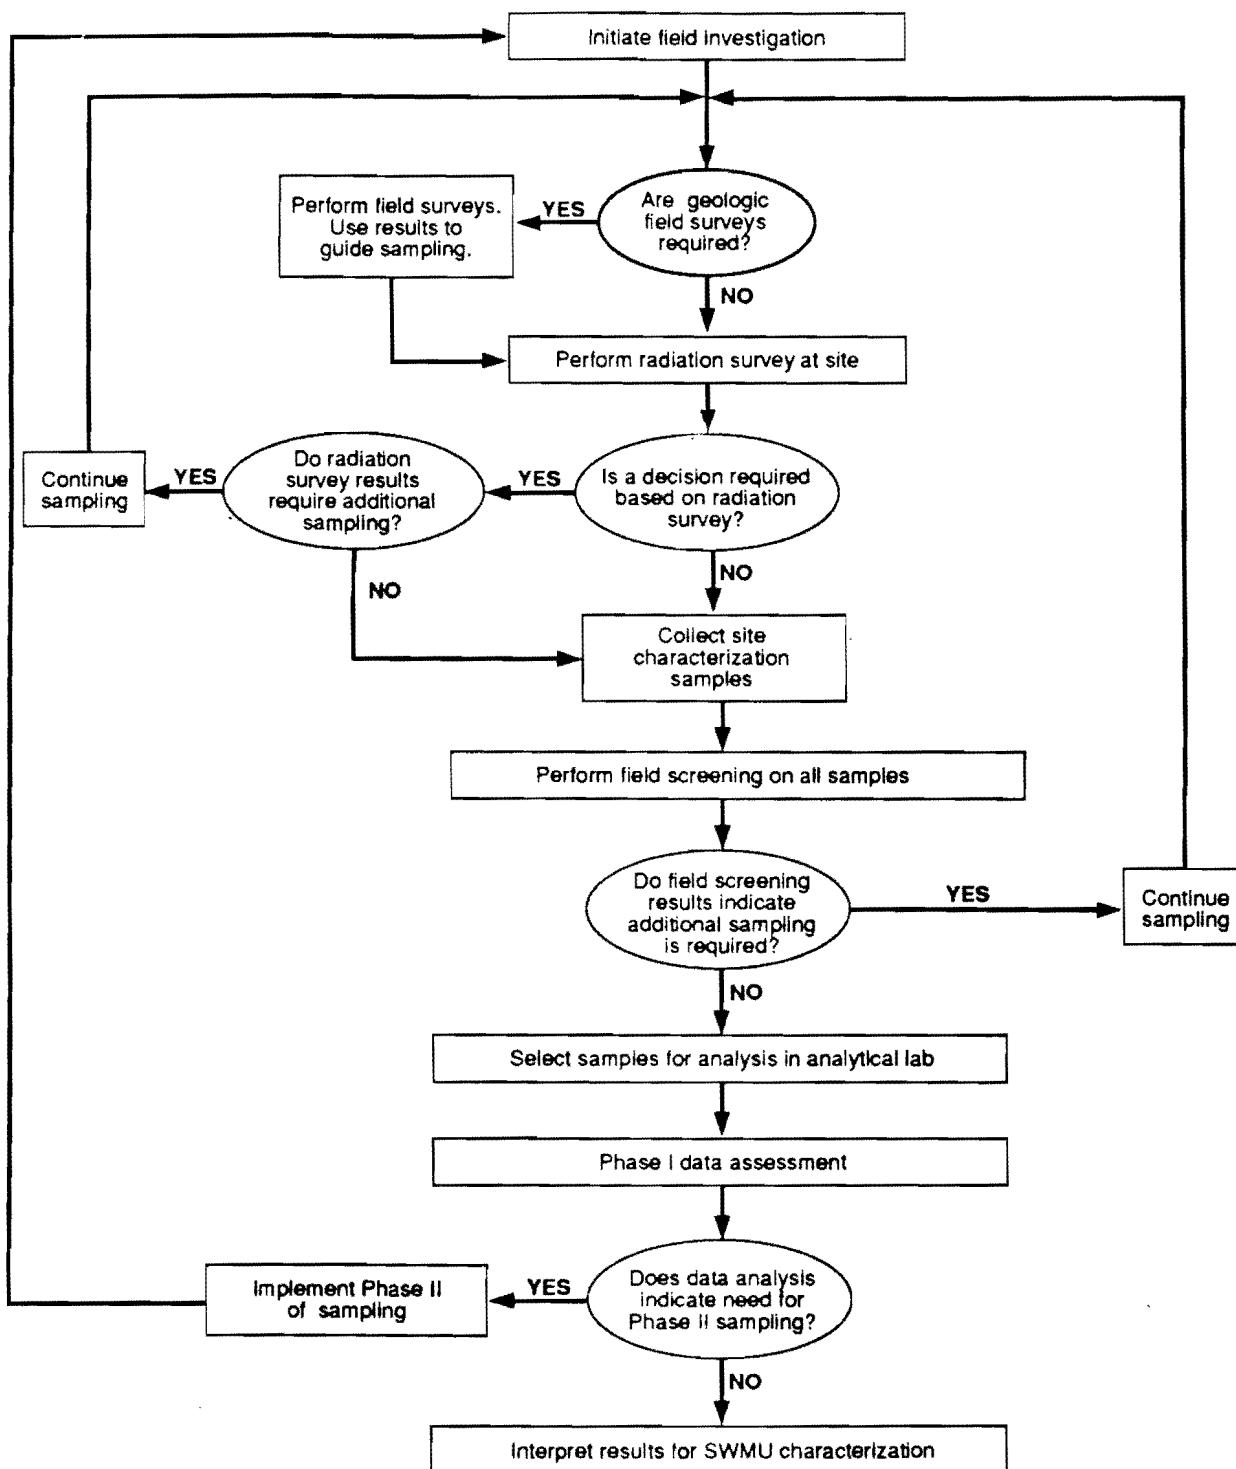 Initiate field investigation
Are geologic
field surveys
required?
YES
Perform field surveys.
Use results to
guide sampling.
NO
Perform radiation survey at site
Is a decision required
based on radiation
survey?
YES
Do radiation
survey results
require additional
sampling?
YES
Continue
sampling
NO
NO
Collect site
characterization
samples
Perform field screening on all samples
Do field screening
results indicate
additional sampling
is required?
YES
Continue
sampling
NO
Select samples for analysis in analytical lab
Phase I data assessment
Does data analysis
indicate need for
Phase II sampling?
YES
Implement Phase II
of sampling
NO
Interpret results for SWMU characterization